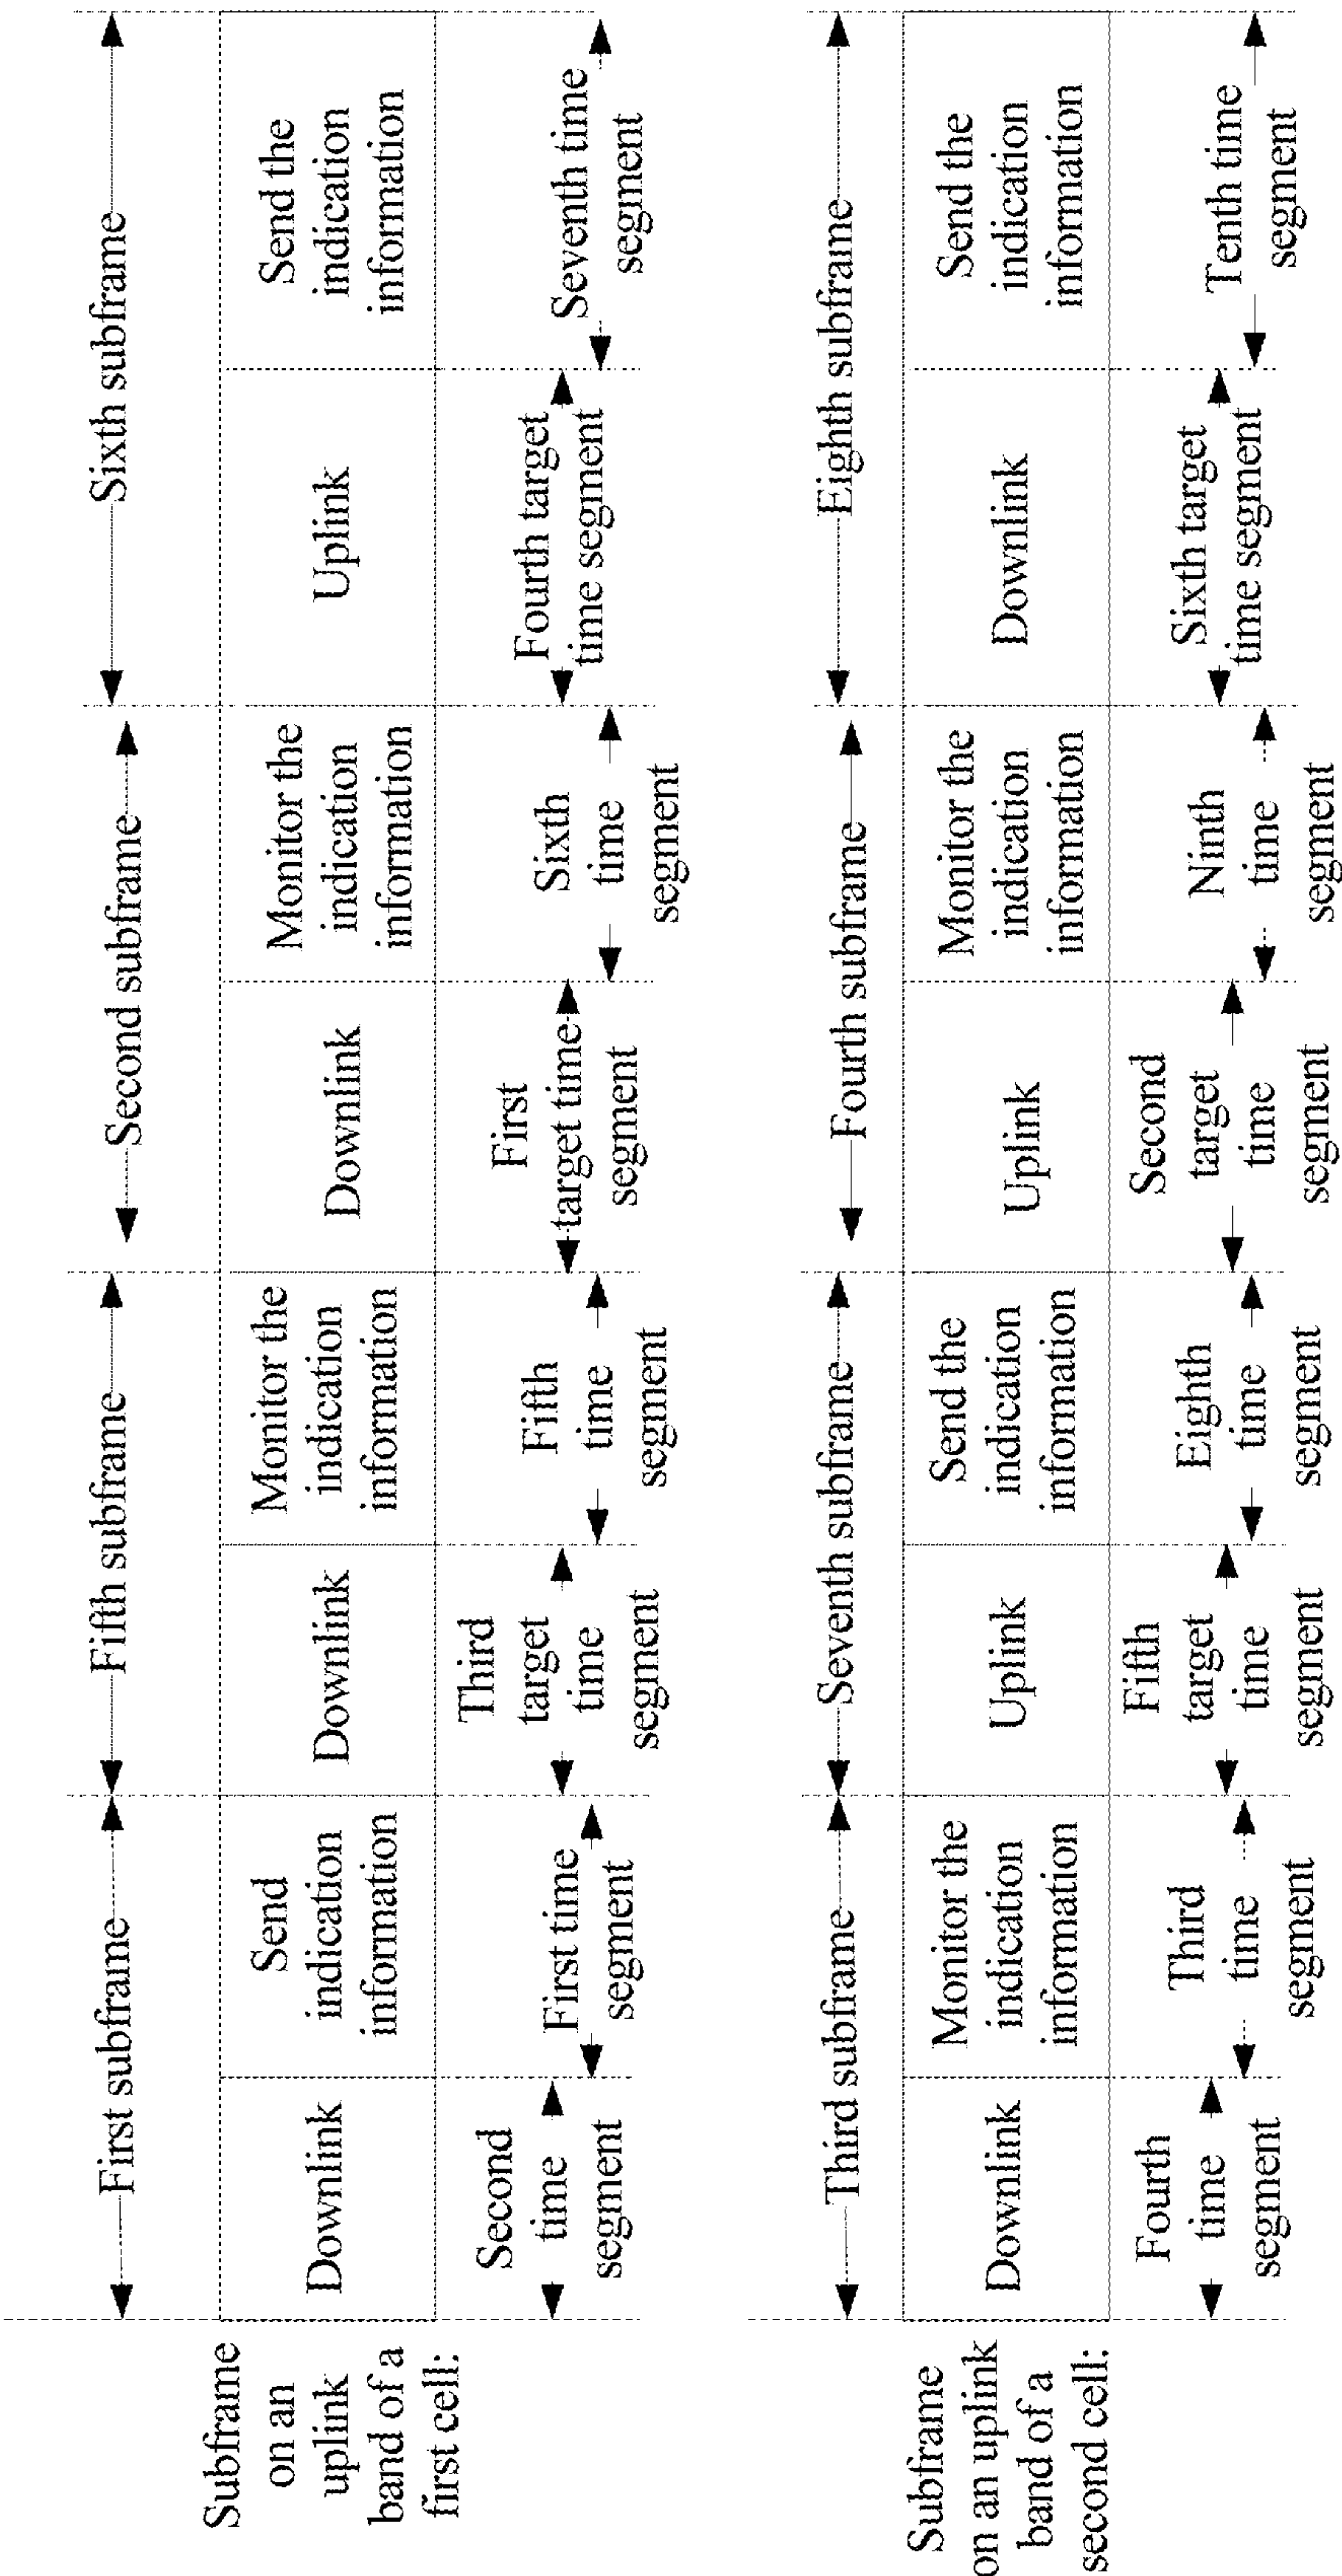 First subframe
Fifth subframe
Second subframe
Sixth subframe
Subframe
on an
uplink
band of a
first cell:
Downlink
Send
indication
information
Downlink
Monitor the
indication
information
Downlink
Monitor the
indication
information
Uplink
Send the
indication
information
Second
time
segment
First time
segment
Third
target
time
segment
Fifth
time
segment
First
target time
segment
Sixth
time
segment
Fourth target
time segment
Seventh time
segment
Third subframe
Seventh subframe
Fourth subframe
Eighth subframe
Subframe
on an uplink
band of a
second cell:
Downlink
Monitor the
indication
information
Uplink
Send the
indication
information
Uplink
Monitor the
indication
information
Downlink
Send the
indication
information
Fourth
time
segment
Third
time
segment
Fifth
target
time
segment
Eighth
time
segment
Second
target
time
segment
Ninth
time
segment
Sixth target
time segment
Tenth time
segment